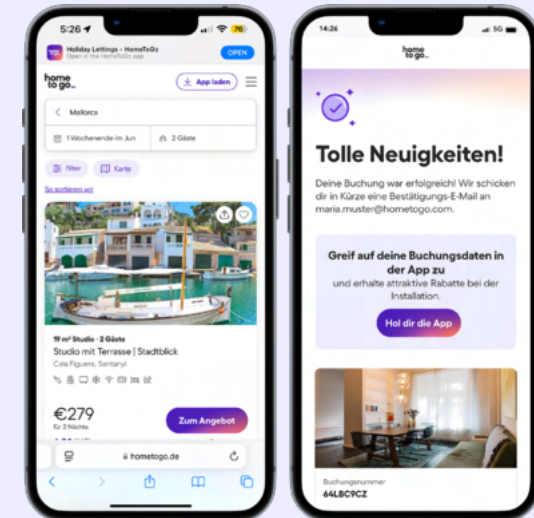 5:26
76
Holiday Lettings - HomeToGo
Open in the HomeToGo app
OPEN
home
to go_
App laden
Mallorca
1 Wochenende im Jun
2 Gäste
Filter
Karte
So sortieren wir
19 m² Studio · 2 Gäste
Studio mit Terrasse | Stadtblick
Cala Figuera, Santanyí
€279
für 2 Nächte
Zum Angebot
hometogo.de
14:26
5G
home
to go_
Tolle Neuigkeiten!
Deine Buchung war erfolgreich! Wir schicken
dir in Kürze eine Bestätigungs-E-Mail an
maria.muster@hometogo.com.
Greif auf deine Buchungsdaten in
der App zu
und erhalte attraktive Rabatte bei der
Installation.
Hol dir die App
Buchungsnummer
64LBC9CZ